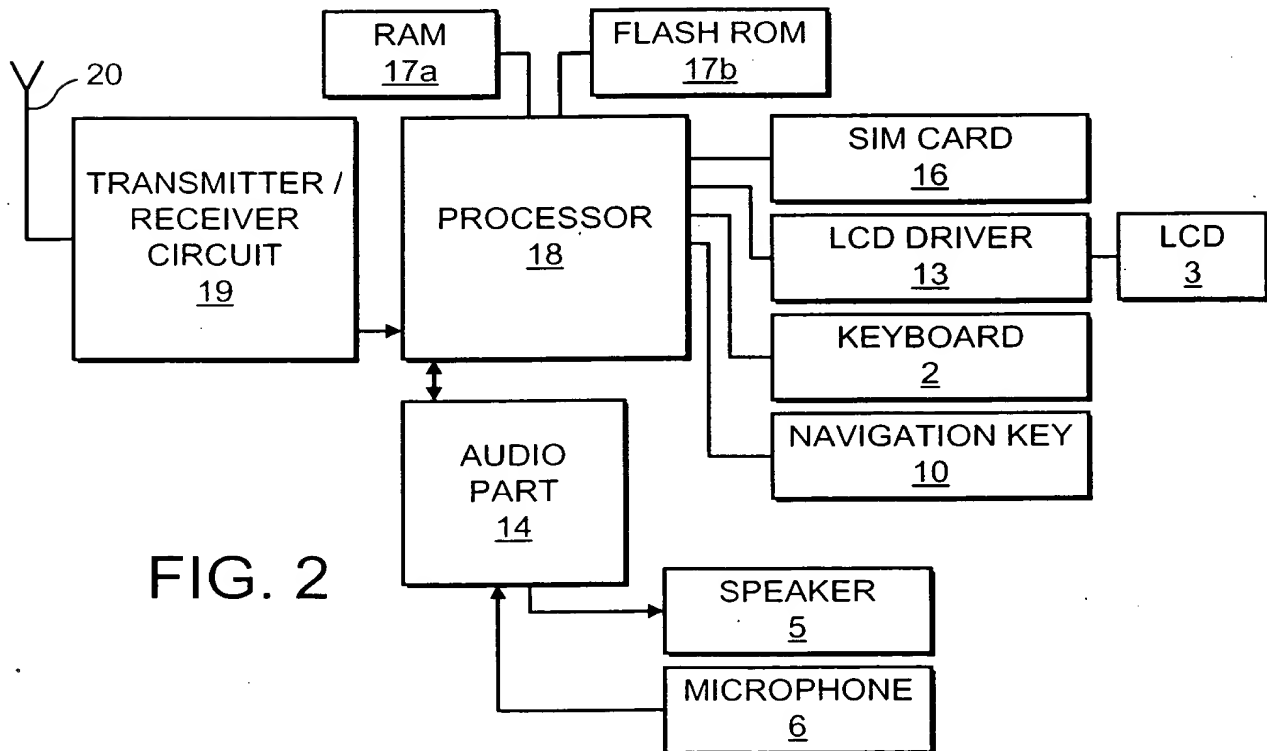 RAM
17a
FLASH ROM
17b
20
TRANSMITTER /
RECEIVER
CIRCUIT
19
PROCESSOR
18
SIM CARD
16
LCD DRIVER
13
LCD
3
KEYBOARD
2
NAVIGATION KEY
10
AUDIO
PART
14
FIG. 2
SPEAKER
5
MICROPHONE
6